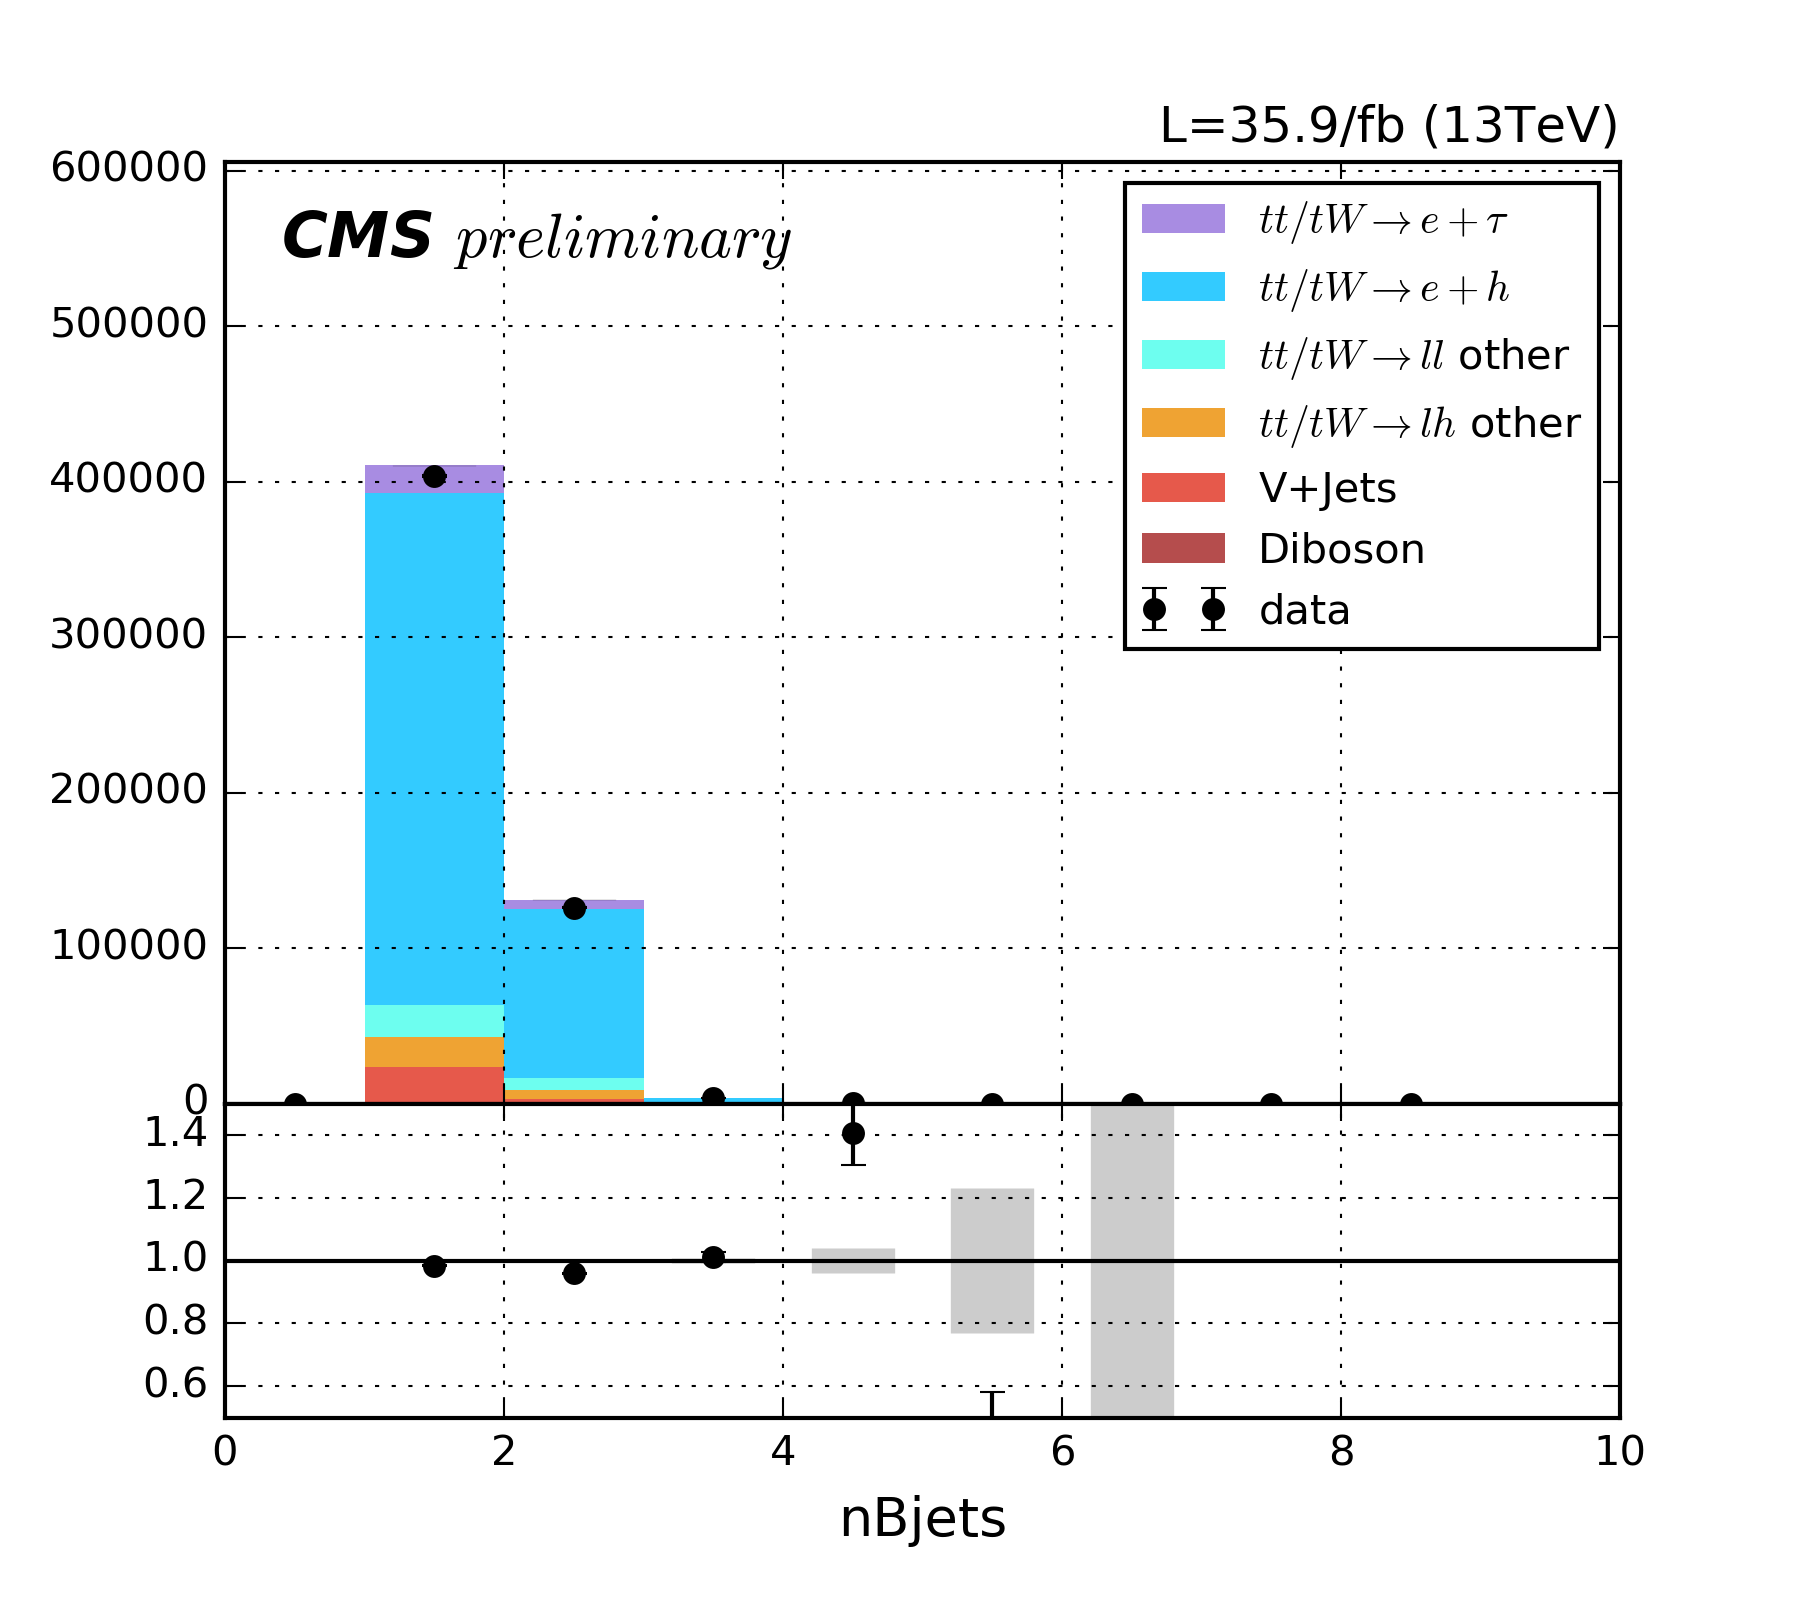 L=35.9/fb (13TeV)
600000
CMS preliminary
tt/tW→e+τ
tt/tW→e+h
500000
tt/tW→ll other
tt/tW→lh other
400000
V+Jets
Diboson
data
300000
200000
100000
0
1.4
1.2
1.0
0.8
0.6
0 2 4 6 8 10
nBjets